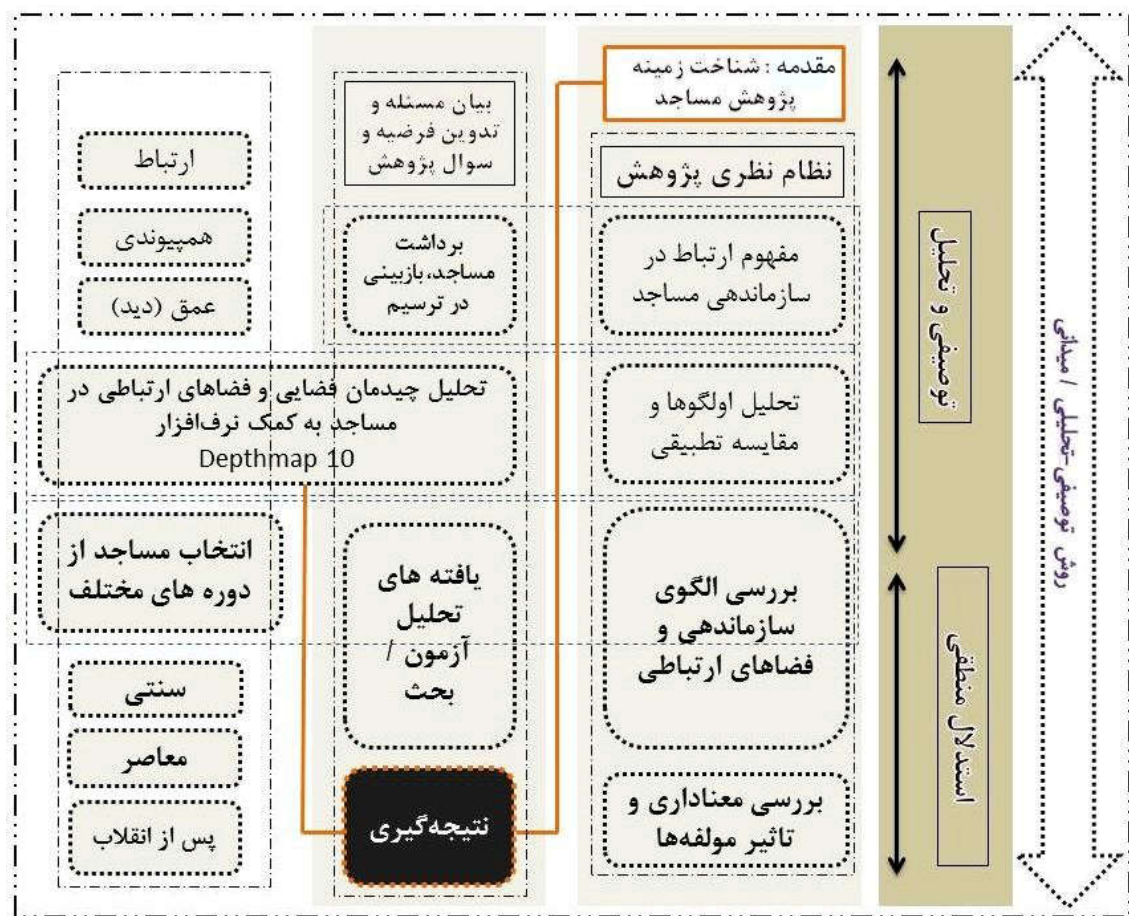 مقدمه : شناخت زمینه
پژوهش مساجد
نظام نظری پژوهش
مفهوم ارتباط در
سازماندهی مساجد
تحلیل اولگوها و
مقایسه تطبیقی
بررسی الگوی
سازماندهی و
فضاهای ارتباطی
بررسی معناداری و
تاثیر مولفه‌ها
بیان مسئله و
تدوین فرضیه و
سوال پژوهش
برداشت
مساجد،بازبینی
در ترسیم
تحلیل چیدمان فضایی و فضاهای ارتباطی در
مساجد به کمک نرف‌افزار
Depthmap 10
یافته های
تحلیل
آزمون /
بحث
نتیجه‌گیری
ارتباط
همپیوندی
عمق (دید)
انتخاب مساجد از
دوره های مختلف
سنتی
معاصر
پس از انقلاب
توصیفی و تحلیل
استدلال منطقی
روش توصیفی-تحلیلی / میدانی